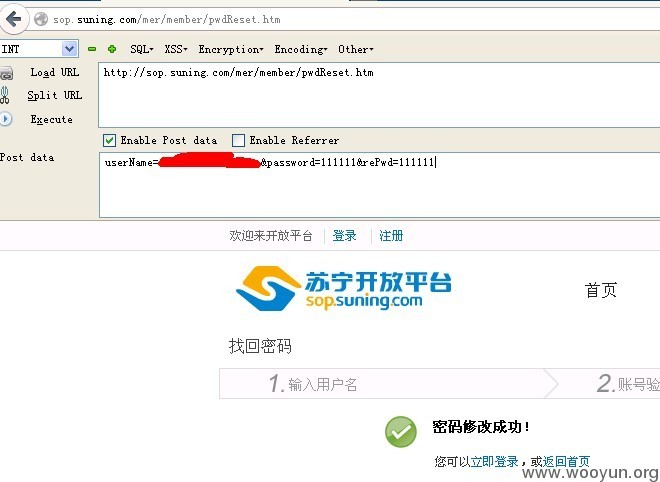 sop.suning.com/mer/member/pwdReset.htm
INT SQL▾ XSS▾ Encryption▾ Encoding▾ Other▾
Load URL http://sop.suning.com/mer/member/pwdReset.htm
Split URL
Execute
Enable Post data Enable Referrer
Post data userName= &password=111111&rePwd=111111
欢迎来开放平台 登录 注册
苏宁开放平台
sop.suning.com
首页
找回密码
1. 输入用户名 2. 账号验
密码修改成功！
您可以立即登录，或返回首页
www.wooyun.org